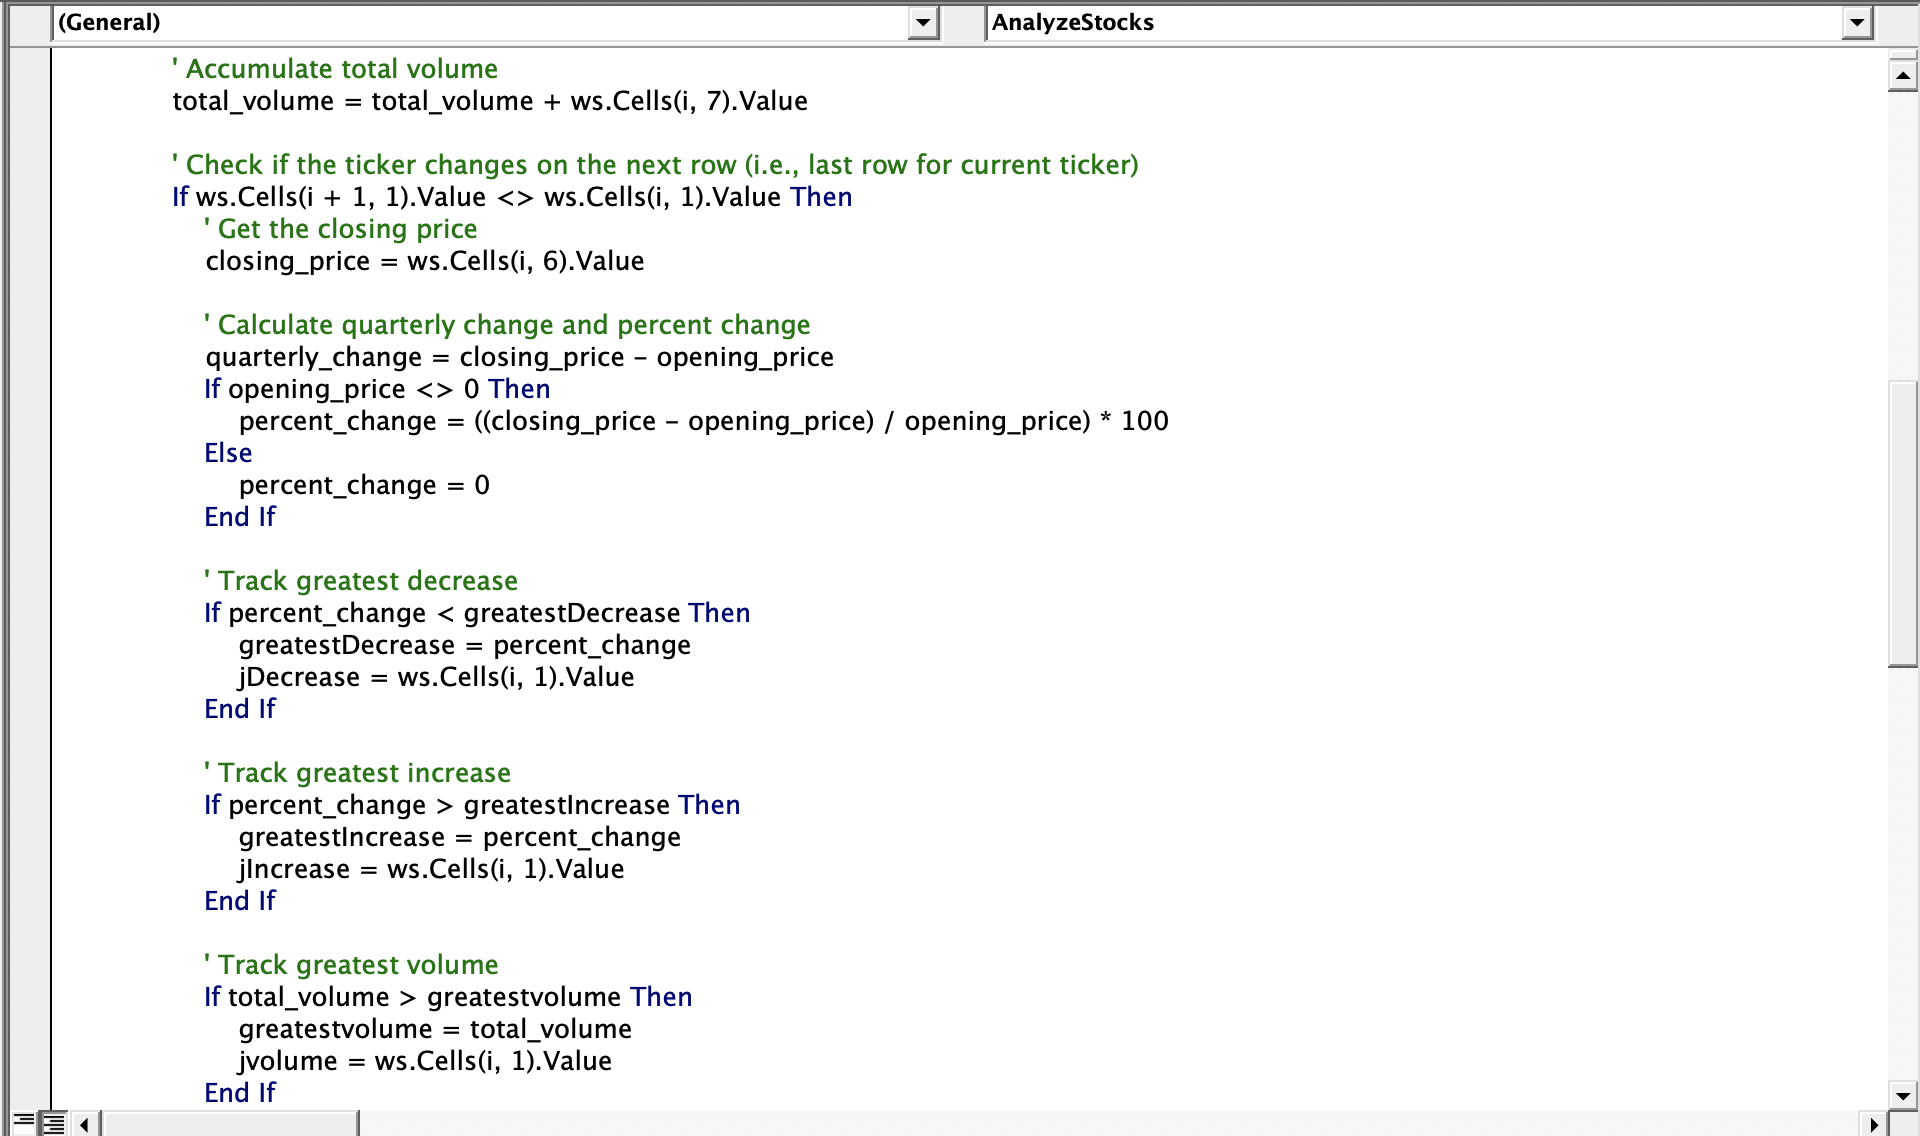 (General)
AnalyzeStocks
' Accumulate total volume
total_volume = total_volume + ws.Cells(i, 7).Value
' Check if the ticker changes on the next row (i.e., last row for current ticker)
If ws.Cells(i + 1, 1).Value <> ws.Cells(i, 1).Value Then
' Get the closing price
closing_price = ws.Cells(i, 6).Value
' Calculate quarterly change and percent change
quarterly_change = closing_price - opening_price
If opening_price <> 0 Then
percent_change = ((closing_price - opening_price) / opening_price) * 100
Else
percent_change = 0
End If
' Track greatest decrease
If percent_change < greatestDecrease Then
greatestDecrease = percent_change
jDecrease = ws.Cells(i, 1).Value
End If
' Track greatest increase
If percent_change > greatestIncrease Then
greatestIncrease = percent_change
jIncrease = ws.Cells(i, 1).Value
End If
' Track greatest volume
If total_volume > greatestvolume Then
greatestvolume = total_volume
jvolume = ws.Cells(i, 1).Value
End If